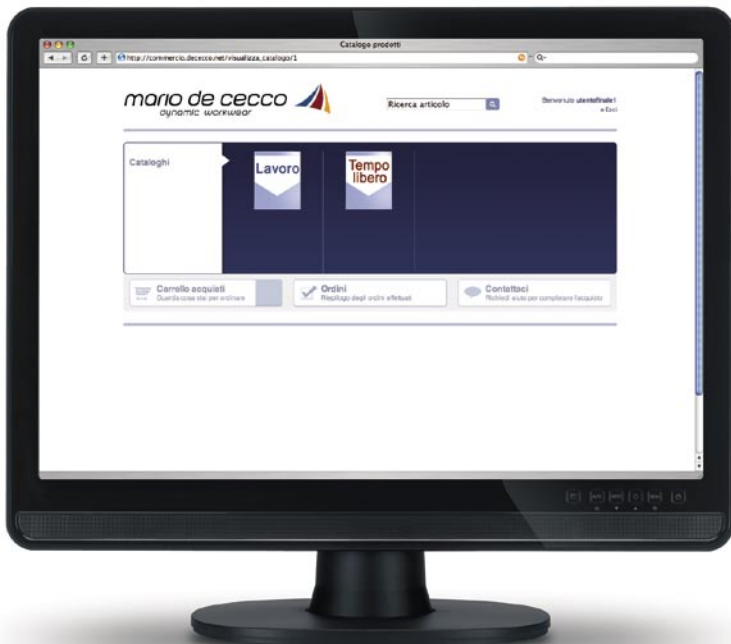 Catalogo prodotti
http://commercio.dececco.net/visualizza_catalogo/1
mario de cecco
dynamic workwear
Ricerca articolo
Benvenuto utentefinale1
Esci
Cataloghi
Lavoro
Tempo
libero
Carrello acquisti
Guarda cosa stai per ordinare
Ordini
Riepilogo degli ordini effettuati
Contattaci
Richiedi aiuto per completare l'acquisto